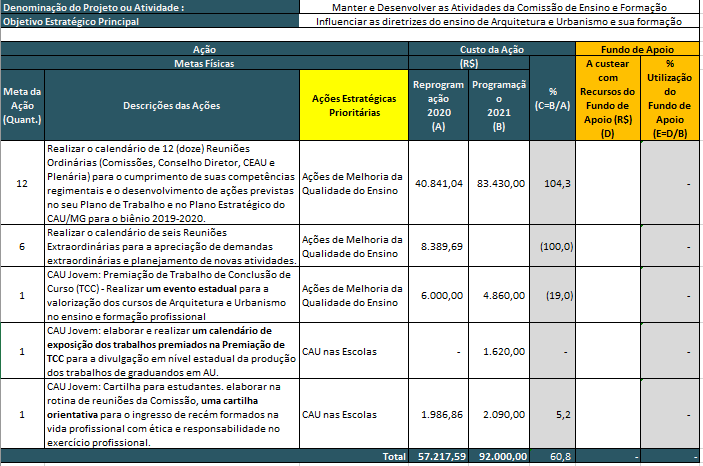 Denominação do Projeto ou Atividade : Manter e Desenvolver as Atividades da Comissão de Ensino e Formação
Objetivo Estratégico Principal Influenciar as diretrizes do ensino de Arquitetura e Urbanismo e sua formação
Ação Custo da Ação Fundo de Apoio
Metas Físicas (R$)
Meta da
Ação
(Quant.)
Descrições das Ações
Ações Estratégicas
Prioritárias
Reprogram
ação
2020
(A)
Programaçã
o
2021
(B)
%
(C=B/A)
A custear
com
Recursos do
Fundo de
Apoio (R$)
(D)
%
Utilização
do
Fundo de
Apoio
(E=D/B)
12
Realizar o calendário de 12 (doze) Reuniões
Ordinárias (Comissões, Conselho Diretor, CEAU e
Plenária) para o cumprimento de suas competências
regimentais e o desenvolvimento de ações previstas
no seu Plano de Trabalho e no Plano Estratégico do
CAU/MG para o biênio 2019-2020.
Ações de Melhoria da
Qualidade do Ensino
40.841,04 83.430,00 104,3 -
6
Realizar o calendário de seis Reuniões
Extraordinárias para a apreciação de demandas
extraordinárias e planejamento de novas atividades.
Ações de Melhoria da
Qualidade do Ensino
8.389,69 (100,0) -
1
CAU Jovem: Premiação de Trabalho de Conclusão de
Curso (TCC) - Realizar um evento estadual para a
valorização dos cursos de Arquitetura e Urbanismo
no ensino e formação profissional
Ações de Melhoria da
Qualidade do Ensino
6.000,00 4.860,00 (19,0) -
1
CAU Jovem: elaborar e realizar um calendário de
exposição dos trabalhos premiados na Premiação de
TCC para a divulgação em nível estadual da produção
dos trabalhos de graduandos em AU.
CAU nas Escolas
- 1.620,00 - -
1
CAU Jovem: Cartilha para estudantes. elaborar na
rotina de reuniões da Comissão, uma cartilha
orientativa para o ingresso de recém formados na
vida profissional com ética e responsabilidade no
exercício profissional.
CAU nas Escolas
1.986,86 2.090,00 5,2 -
Total 57.217,59 92.000,00 60,8 - -